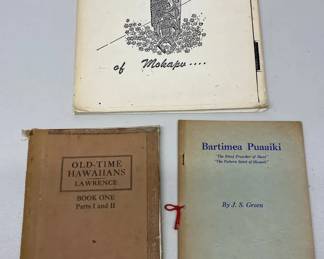 of Mokapu....
OLD-TIME
HAWAIIANS
LAWRENCE
BOOK ONE
Parts I and II
Bartimea Puaaiki
"The Blind Preacher of Maui"
"The Pattern Saint of Hawaii"
By J. S. Green